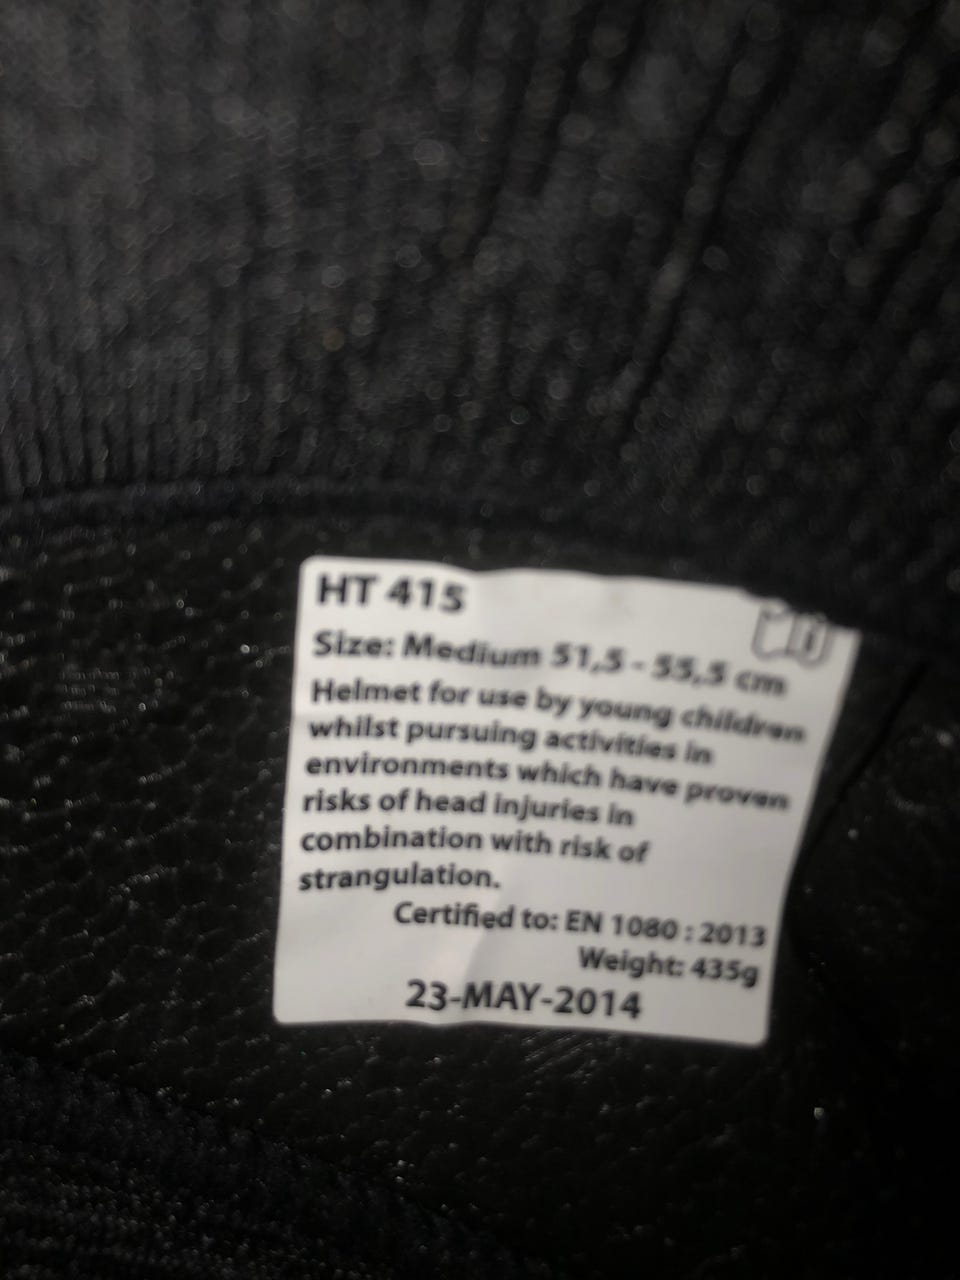 HT 415
Size: Medium 51,5 - 55,5 cm
Helmet for use by young children
whilst pursuing activities in
environments which have proven
risks of head injuries in
combination with risk of
strangulation.
Certified to: EN 1080 : 2013
Weight: 435g
23-MAY-2014